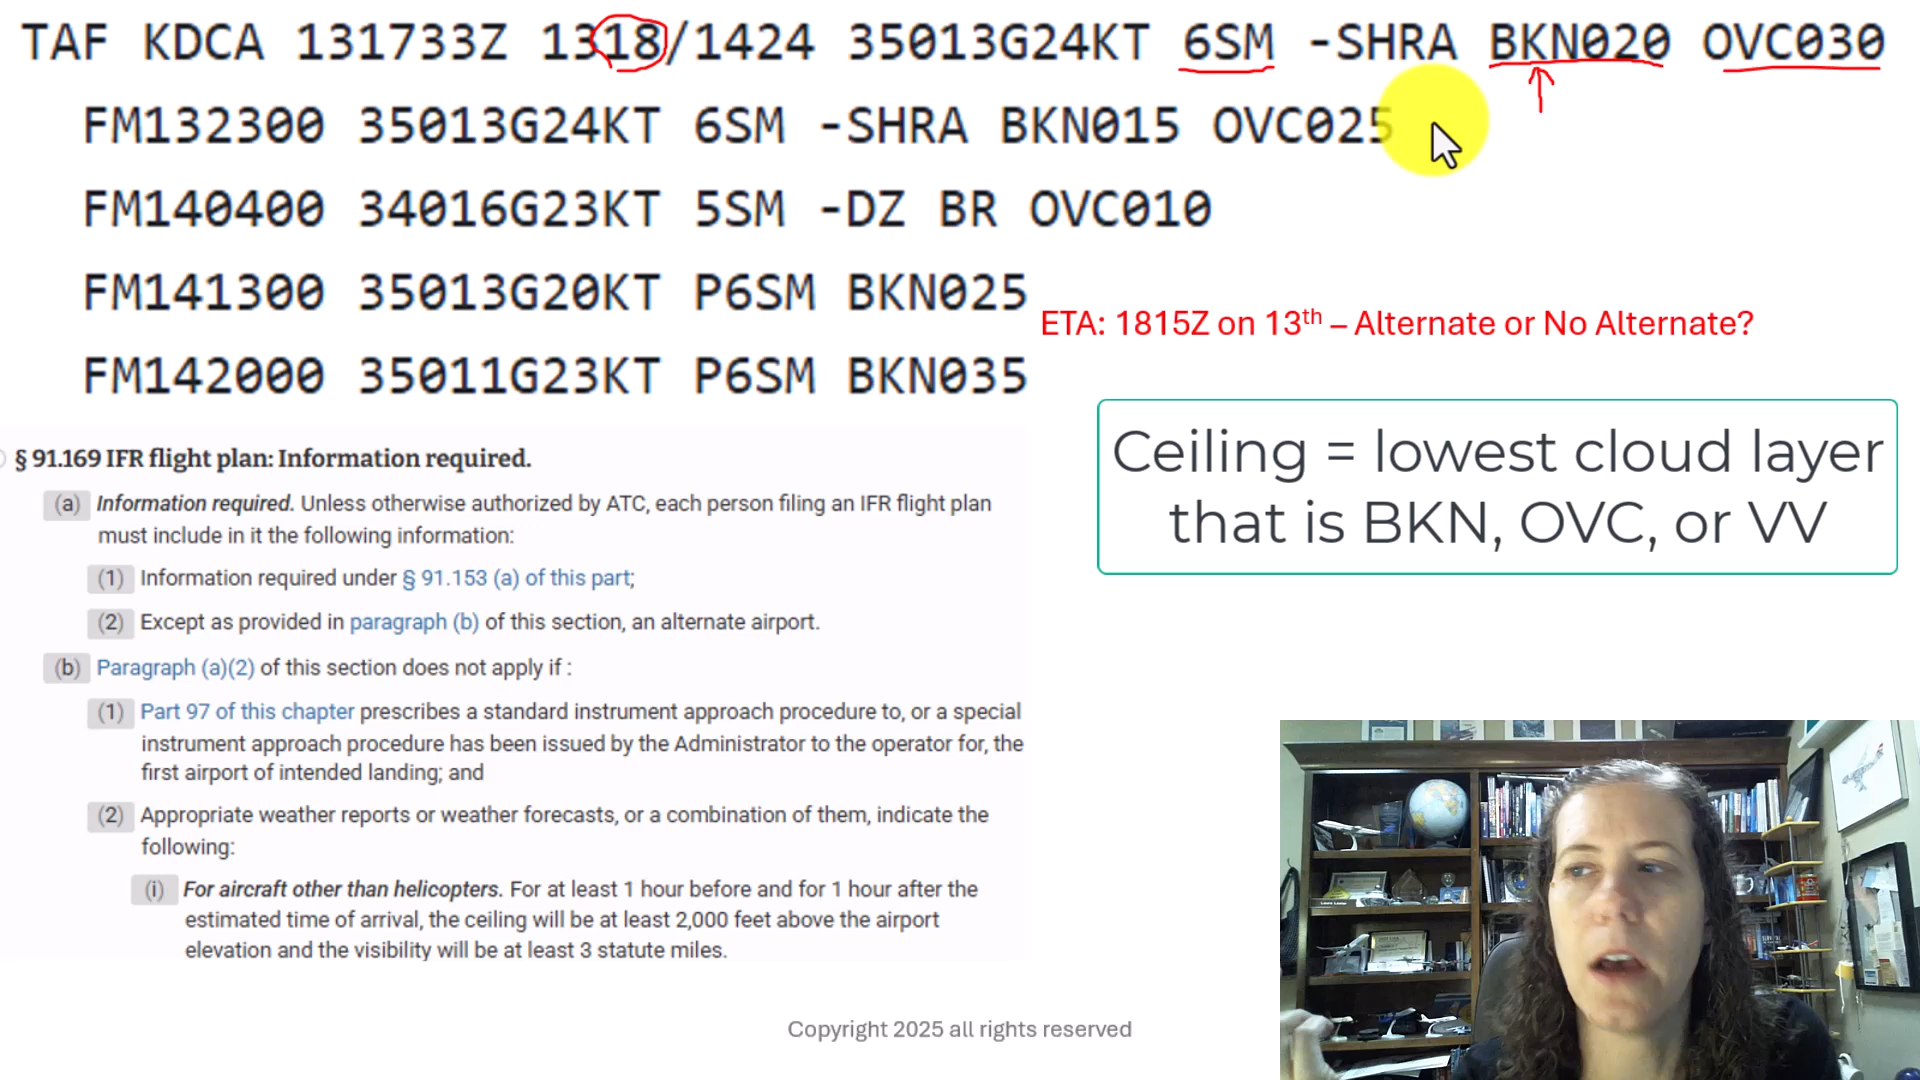 TAF KDCA 131733Z 1318/1424 35013G24KT 6SM -SHRA BKN020 OVC030
FM132300 35013G24KT 6SM -SHRA BKN015 OVC025
FM140400 34016G23KT 5SM -DZ BR OVC010
FM141300 35013G20KT P6SM BKN025
FM142000 35011G23KT P6SM BKN035
ETA: 1815Z on 13th – Alternate or No Alternate?
Ceiling = lowest cloud layer
that is BKN, OVC, or VV
§ 91.169 IFR flight plan: Information required.
(a) Information required. Unless otherwise authorized by ATC, each person filing an IFR flight plan
must include in it the following information:
(1) Information required under § 91.153 (a) of this part;
(2) Except as provided in paragraph (b) of this section, an alternate airport.
(b) Paragraph (a)(2) of this section does not apply if :
(1) Part 97 of this chapter prescribes a standard instrument approach procedure to, or a special
instrument approach procedure has been issued by the Administrator to the operator for, the
first airport of intended landing; and
(2) Appropriate weather reports or weather forecasts, or a combination of them, indicate the
following:
(i) For aircraft other than helicopters. For at least 1 hour before and for 1 hour after the
estimated time of arrival, the ceiling will be at least 2,000 feet above the airport
elevation and the visibility will be at least 3 statute miles.
Copyright 2025 all rights reserved